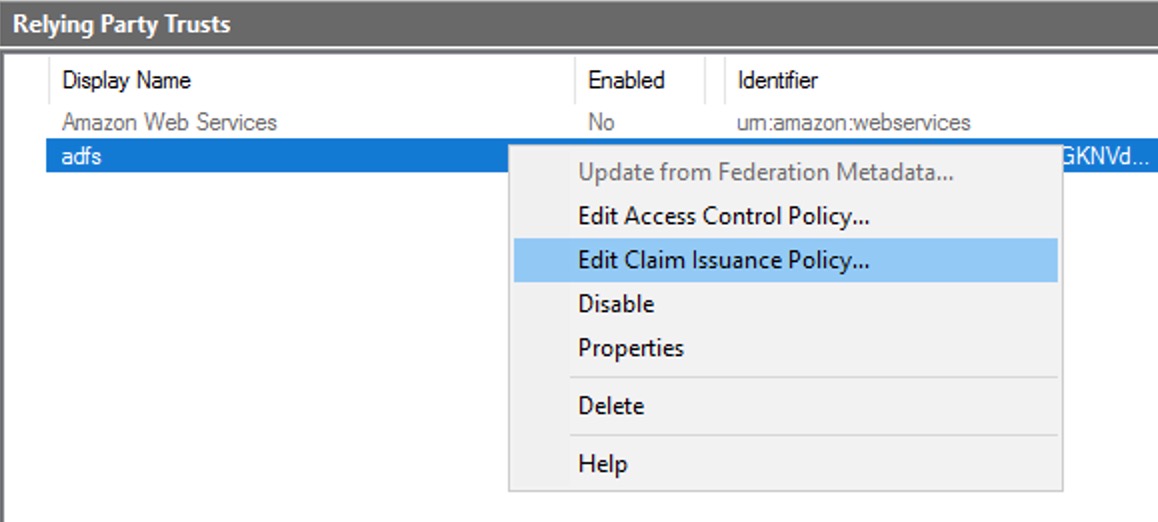 Relying Party Trusts
Display Name Enabled Identifier
Amazon Web Services No urn:amazon:webservices
adfs GKNVd...
Update from Federation Metadata...
Edit Access Control Policy...
Edit Claim Issuance Policy...
Disable
Properties
Delete
Help